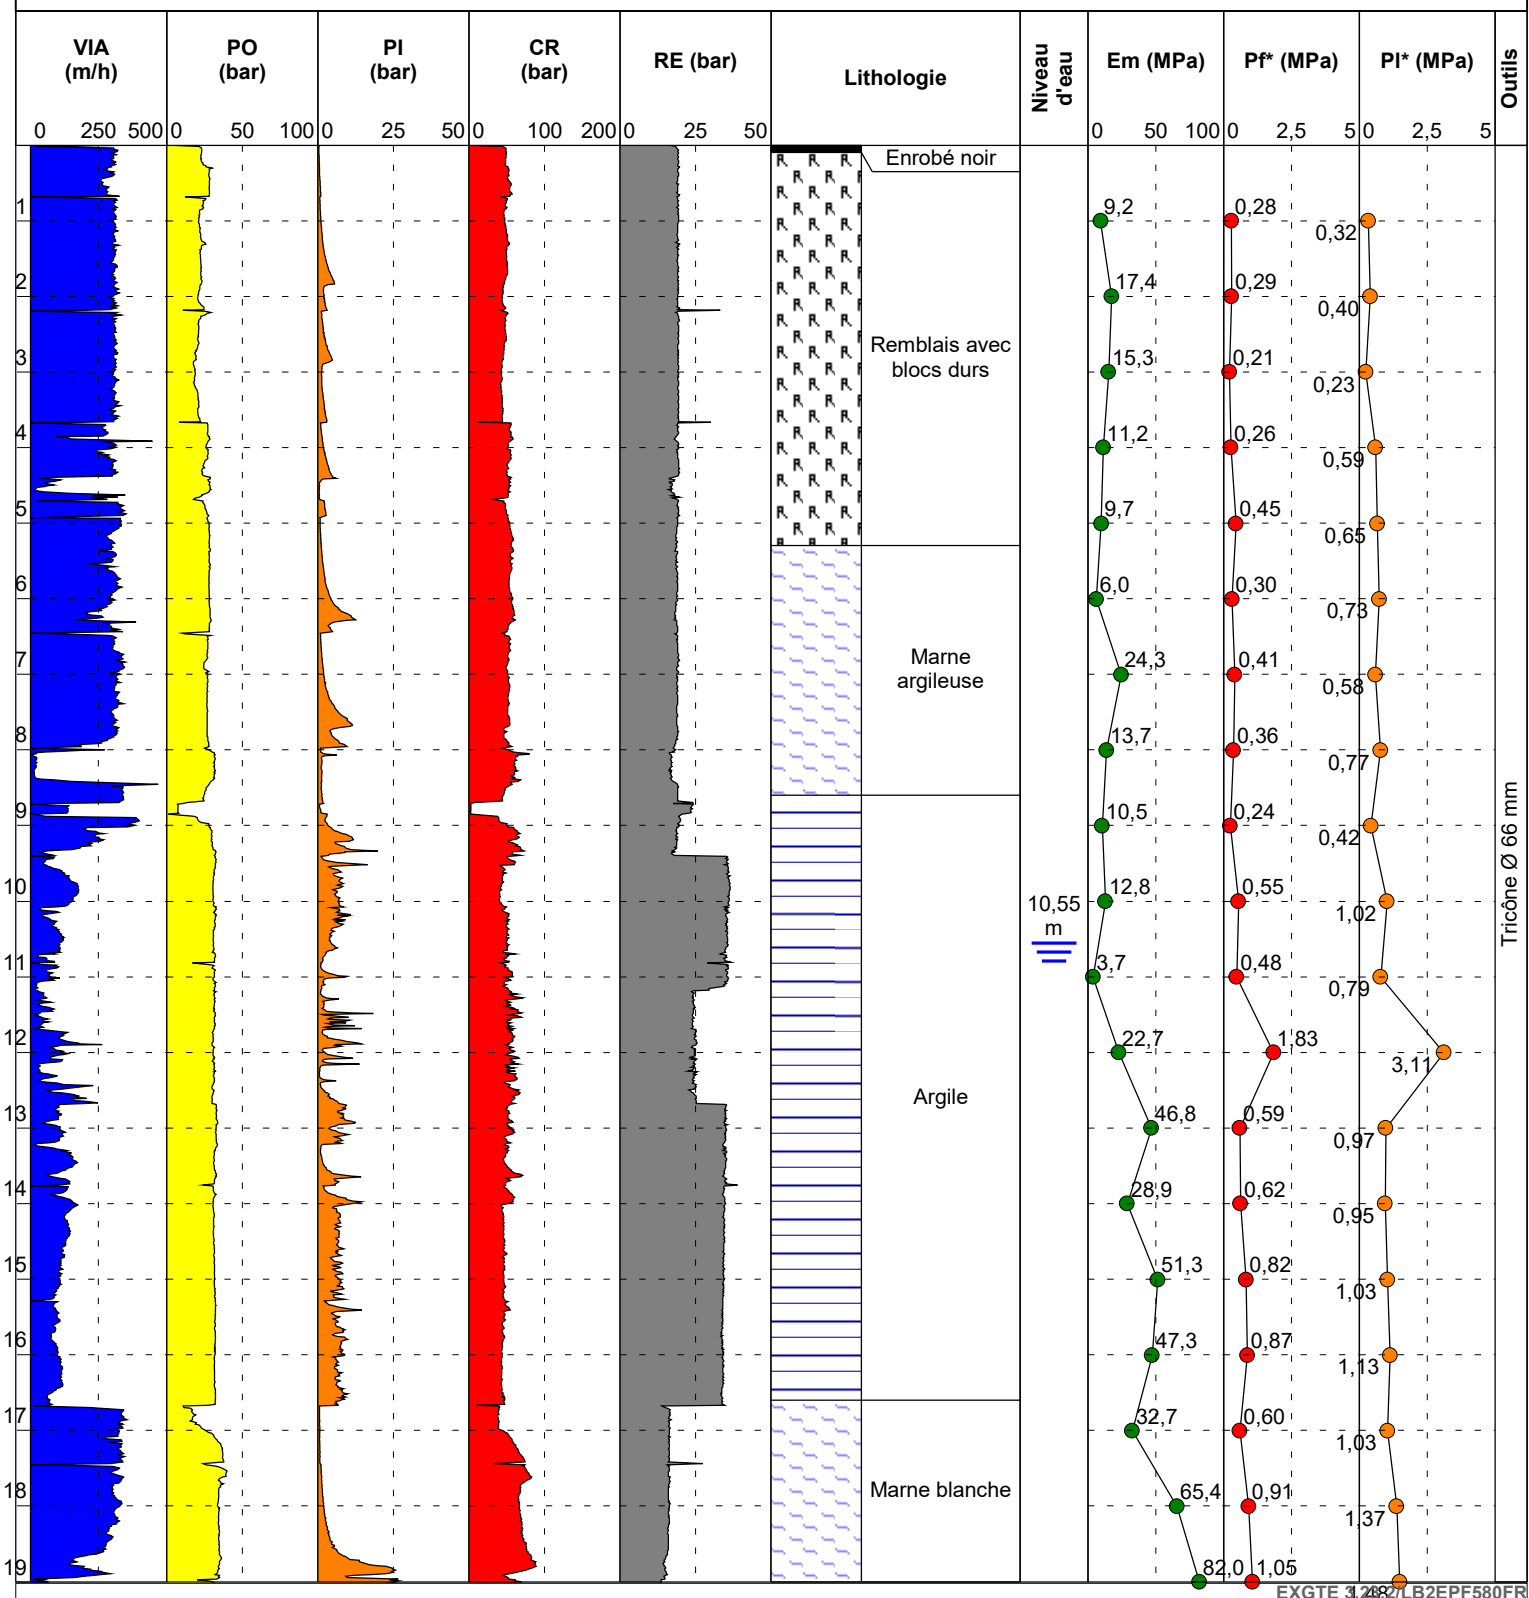 VIA
(m/h)
PO
(bar)
PI
(bar)
CR
(bar)
RE (bar)
Lithologie
Niveau
d'eau
Em (MPa)
Pf* (MPa)
Pl* (MPa)
Outils
0 250 500
0 50 100
0 25 50
0 100 200
0 25 50
0 50 100
0 2,5 5
0 2,5 5
Enrobé noir
1 9,2 0,28 0,32
2 17,4 0,29 0,40
Remblais avec
blocs durs
3 15,3 0,21 0,23
4 11,2 0,26 0,59
5 9,7 0,45 0,65
6 6,0 0,30 0,73
Marne
argileuse
7 24,3 0,41 0,58
8 13,7 0,36 0,77
9 10,5 0,24 0,42
10 12,8 0,55 1,02
10,55
m
11 3,7 0,48 0,79
12 22,7 1,83 3,11
Argile
13 46,8 0,59 0,97
14 28,9 0,62 0,95
15 51,3 0,82 1,03
16 47,3 0,87 1,13
17 32,7 0,60 1,03
Marne blanche
18 65,4 0,91 1,37
19 82,0 1,05 1,48
Tricône Ø 66 mm
/LB2EPF580FR
EXGTE